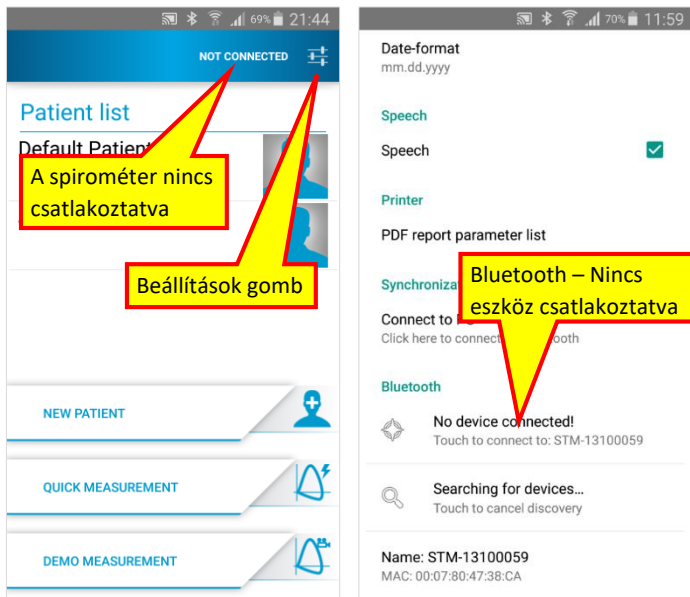 69% 21:44
NOT CONNECTED
Patient list
Default Patient
A spirométer nincs
csatlakoztatva
Beállítások gomb
NEW PATIENT
QUICK MEASUREMENT
DEMO MEASUREMENT
70% 11:59
Date-format
mm.dd.yyyy
Speech
Speech
Printer
PDF report parameter list
Bluetooth – Nincs
eszköz csatlakoztatva
Connect to
Click here to connect
Bluetooth
No device connected!
Touch to connect to: STM-13100059
Searching for devices...
Touch to cancel discovery
Name: STM-13100059
MAC: 00:07:80:47:38:CA